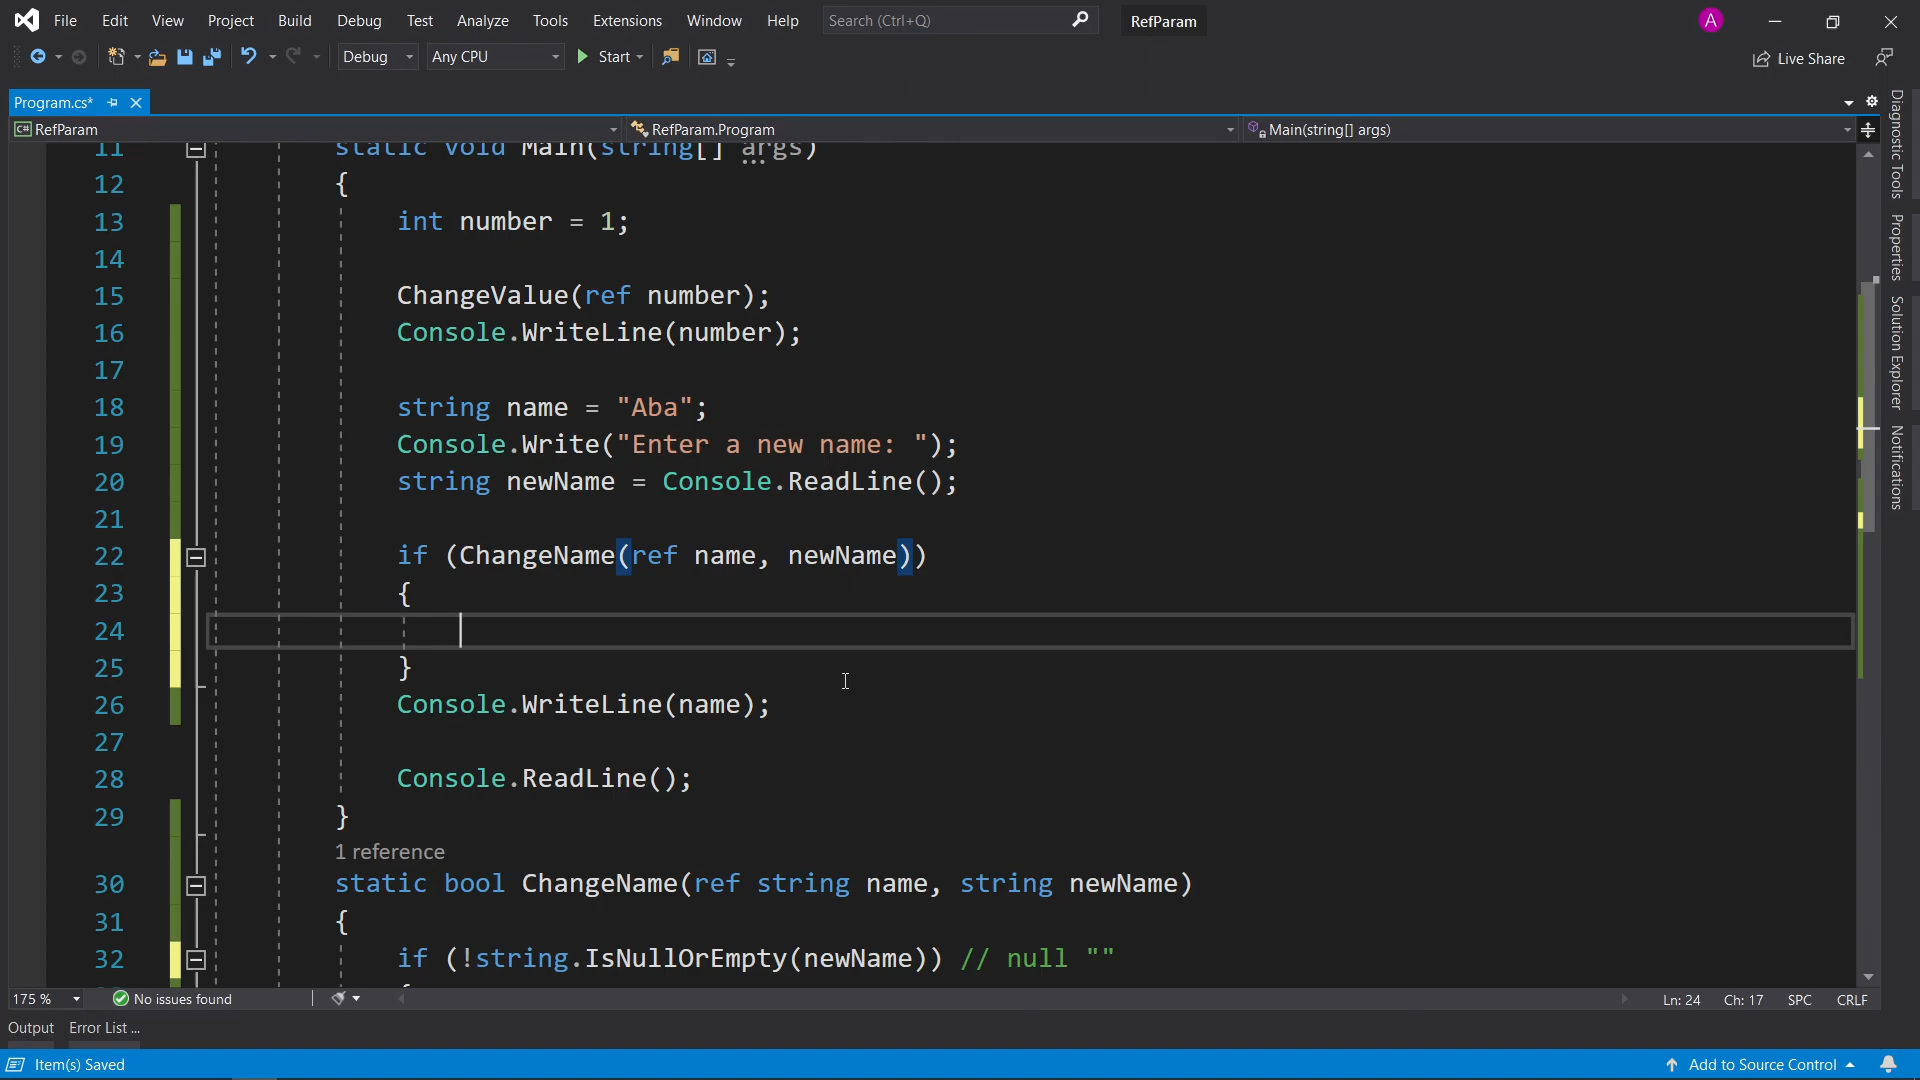 File Edit View Project Build Debug Test Analyze Tools Extensions Window Help Search (Ctrl+Q) RefParam A
Debug Any CPU Start Live Share
Program.cs*
C# RefParam RefParam.Program Main(string[] args)
11 static void Main(string[] args)
12 {
13 int number = 1;
14
15 ChangeValue(ref number);
16 Console.WriteLine(number);
17
18 string name = "Aba";
19 Console.Write("Enter a new name: ");
20 string newName = Console.ReadLine();
21
22 if (ChangeName(ref name, newName))
23 {
24
25 }
26 Console.WriteLine(name);
27
28 Console.ReadLine();
29 }
1 reference
30 static bool ChangeName(ref string name, string newName)
31 {
32 if (!string.IsNullOrEmpty(newName)) // null ""
175 % No issues found Ln: 24 Ch: 17 SPC CRLF
Output Error List ...
Item(s) Saved Add to Source Control
Diagnostic Tools
Properties
Solution Explorer
Notifications